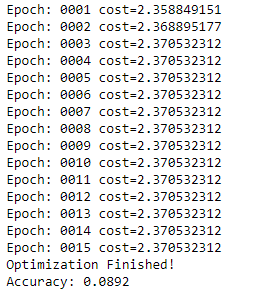 Epoch: 0001 cost=2.358849151
Epoch: 0002 cost=2.368895177
Epoch: 0003 cost=2.370532312
Epoch: 0004 cost=2.370532312
Epoch: 0005 cost=2.370532312
Epoch: 0006 cost=2.370532312
Epoch: 0007 cost=2.370532312
Epoch: 0008 cost=2.370532312
Epoch: 0009 cost=2.370532312
Epoch: 0010 cost=2.370532312
Epoch: 0011 cost=2.370532312
Epoch: 0012 cost=2.370532312
Epoch: 0013 cost=2.370532312
Epoch: 0014 cost=2.370532312
Epoch: 0015 cost=2.370532312
Optimization Finished!
Accuracy: 0.0892